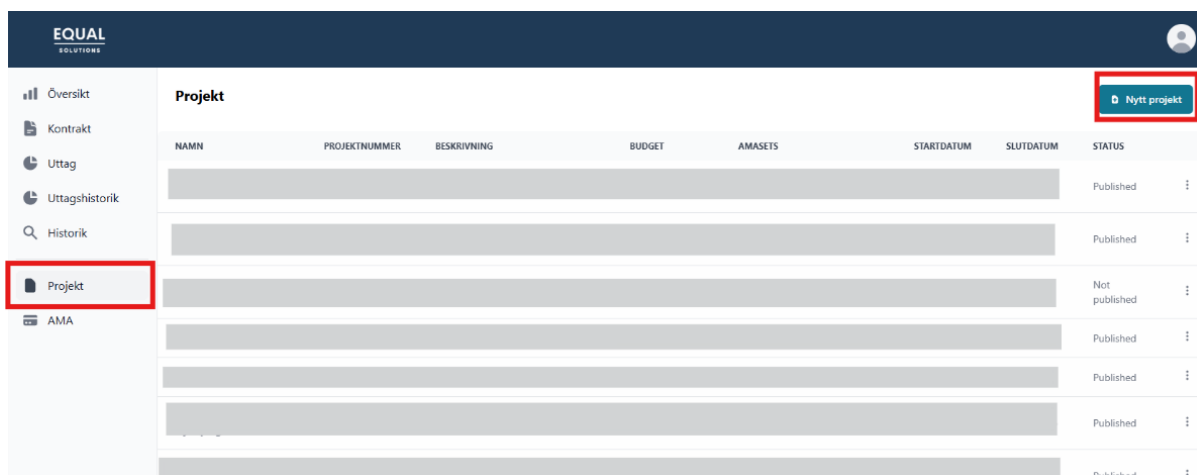 EQUAL
SOLUTIONS
Översikt
Kontrakt
Uttag
Uttagshistorik
Historik
Projekt
AMA
Projekt
Nytt projekt
NAMN PROJEKTNUMMER BESKRIVNING BUDGET AMASETS STARTDATUM SLUTDATUM STATUS
Published
Published
Not
published
Published
Published
Published
Published